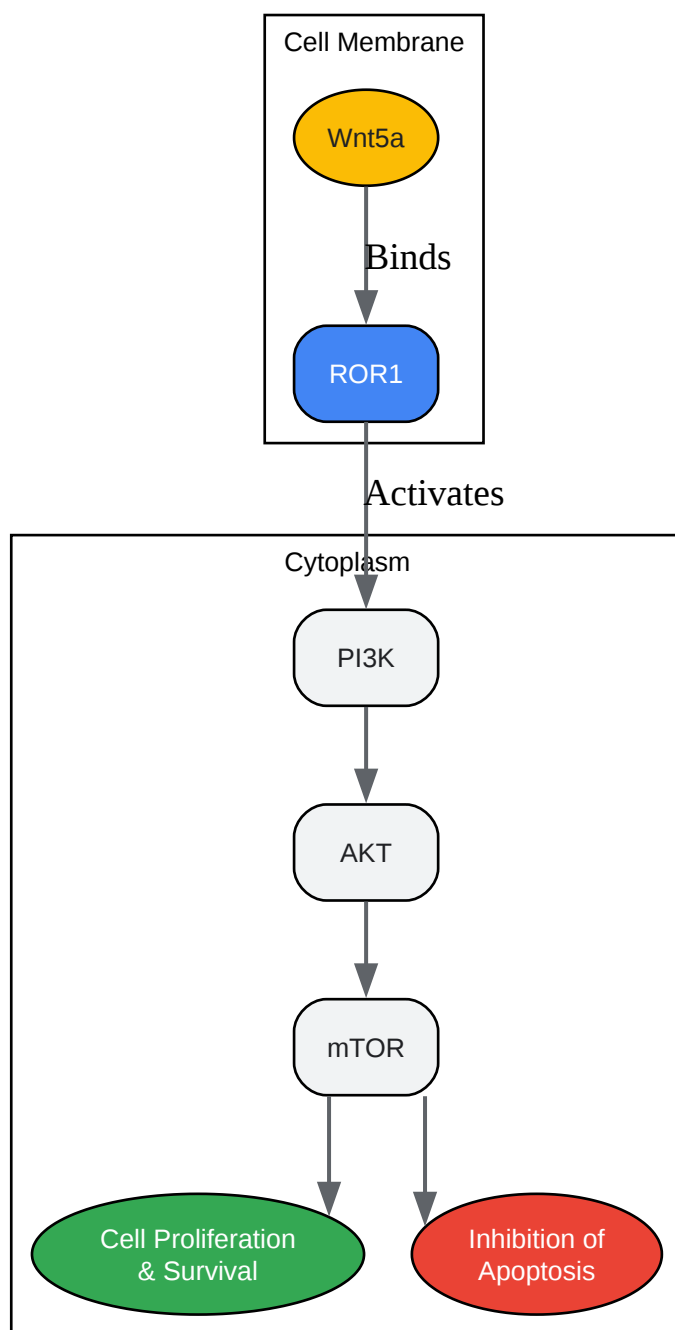 Cell Membrane
Wnt5a
Binds
ROR1
Activates
Cytoplasm
PI3K
AKT
mTOR
Cell Proliferation
& Survival
Inhibition of
Apoptosis